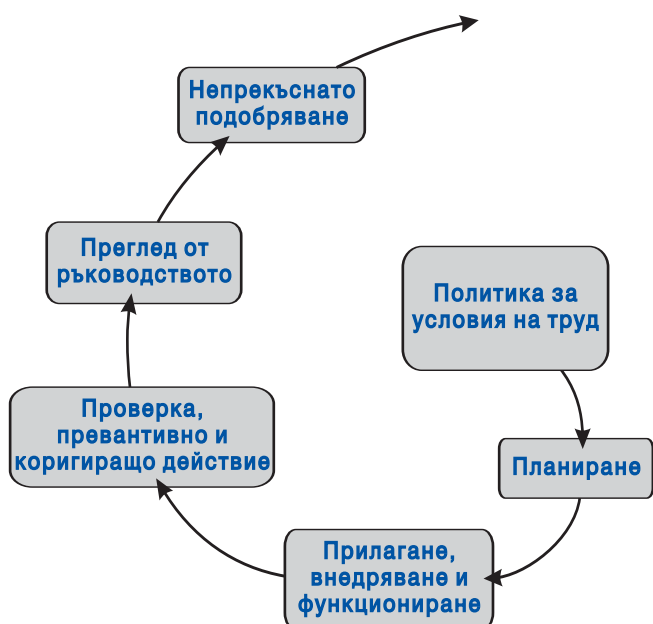 Непрекъснато
подобряване
Преглед от
ръководството
Политика за
условия на труд
Проверка,
превантивно и
коригиращо действие
Планиране
Прилагане,
внедряване и
функциониране